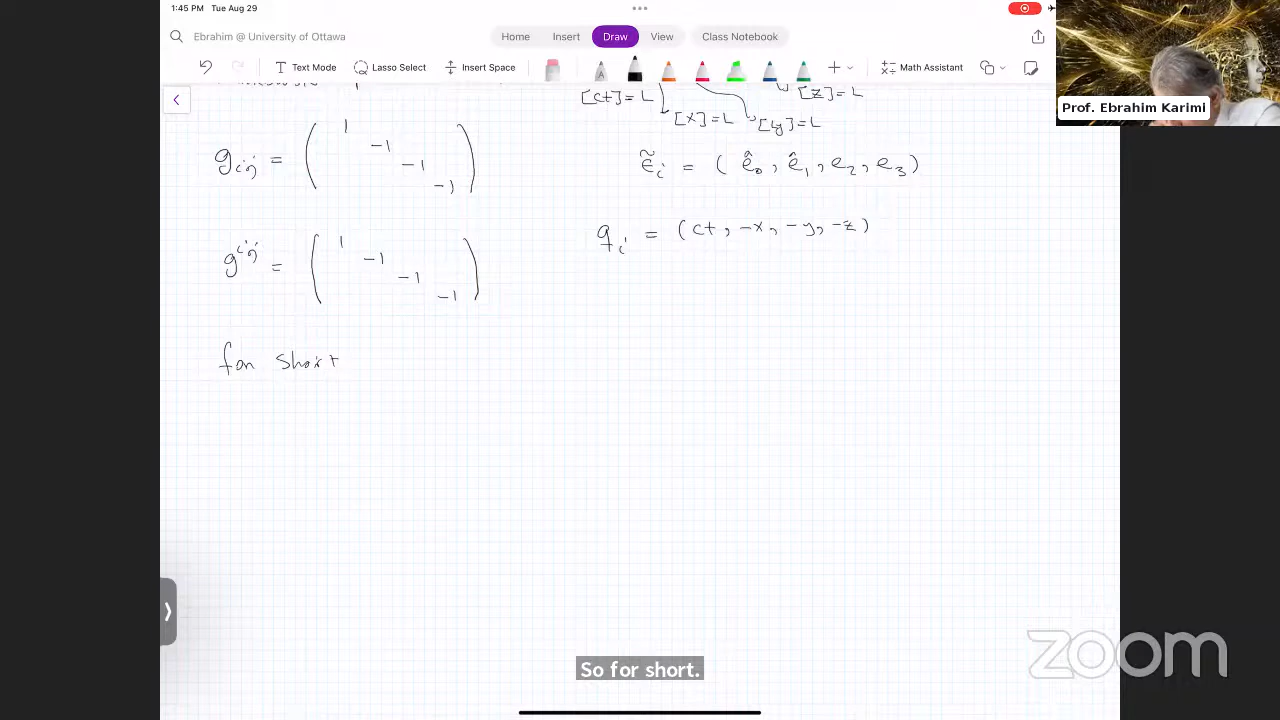 1:45 PM Tue Aug 29
Ebrahim @ University of Ottawa
Home Insert Draw View Class Notebook
Text Mode Lasso Select Insert Space Math Assistant
Prof. Ebrahim Karimi
[ct]=L [x]=L [y]=L [z]=L
g_{ij} = ( 1 -1 -1 -1 )
ẽ_i = ( ê_0, ê_1, e_2, e_3 )
q_i = (ct, -x, -y, -z)
g^{ij} = ( 1 -1 -1 -1 )
for short
So for short.
zoom